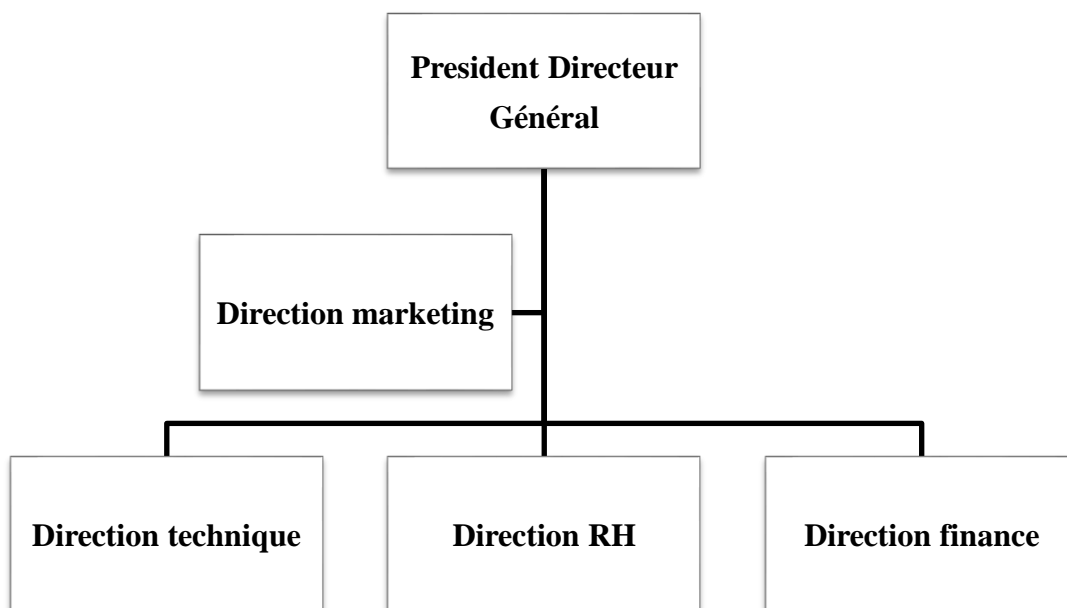 President Directeur
Général
Direction marketing
Direction technique
Direction RH
Direction finance